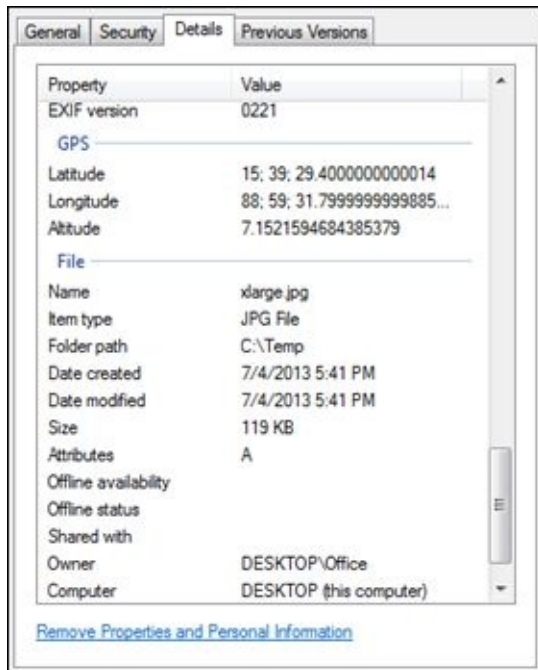 General Security Details Previous Versions
Property Value
EXIF version 0221
GPS
Latitude 15; 39; 29.4000000000014
Longitude 88; 59; 31.7999999999885...
Altitude 7.1521594684385379
File
Name xlarge.jpg
Item type JPG File
Folder path C:\Temp
Date created 7/4/2013 5:41 PM
Date modified 7/4/2013 5:41 PM
Size 119 KB
Attributes A
Offline availability
Offline status
Shared with
Owner DESKTOP\Office
Computer DESKTOP (this computer)
Remove Properties and Personal Information